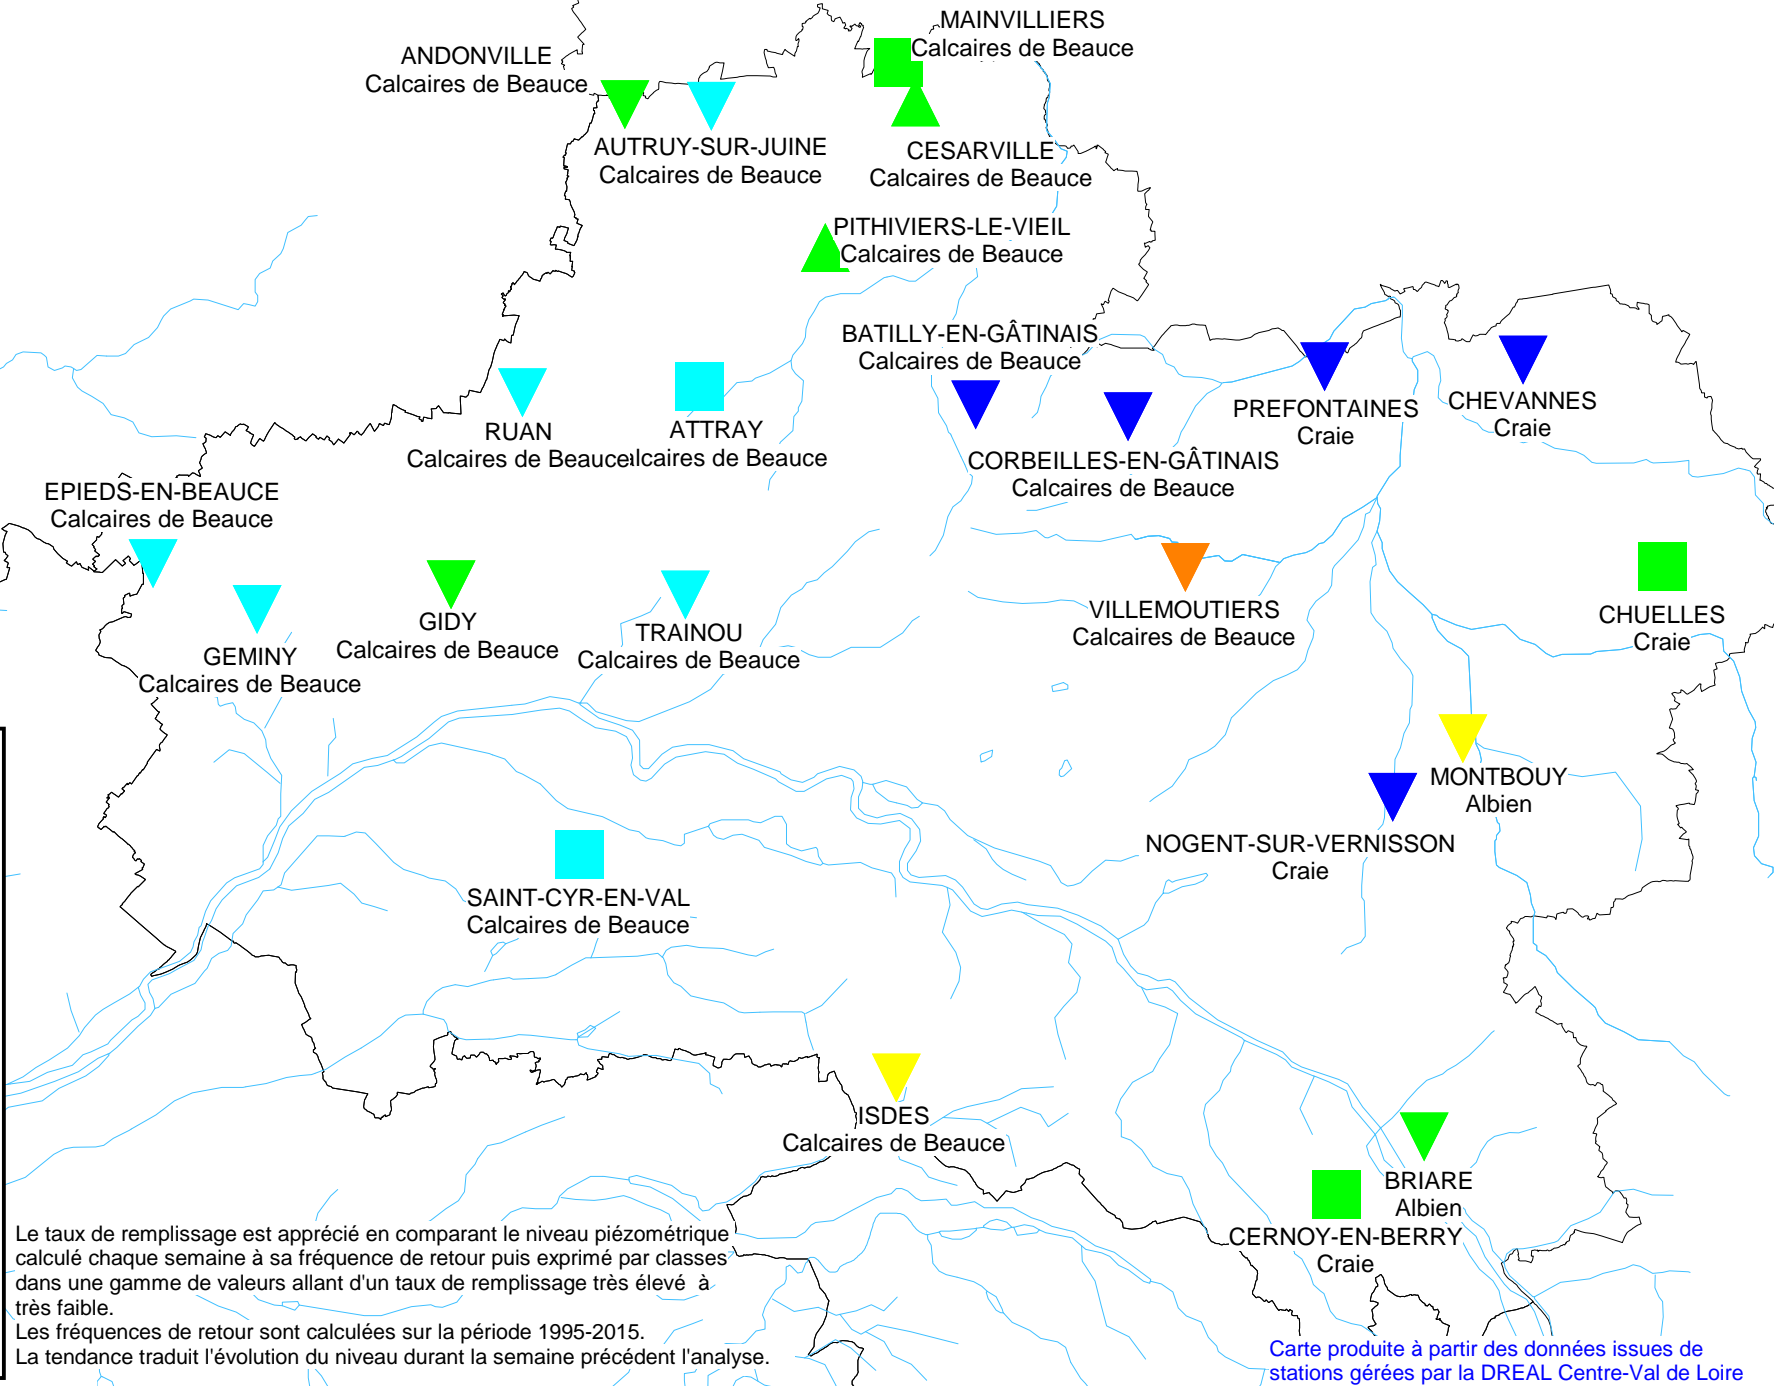 MAINVILLIERS
Calcaires de Beauce
ANDONVILLE
Calcaires de Beauce
AUTRUY-SUR-JUINE
Calcaires de Beauce
CESARVILLE
Calcaires de Beauce
PITHIVIERS-LE-VIEIL
Calcaires de Beauce
BATILLY-EN-GÂTINAIS
Calcaires de Beauce
PREFONTAINES
Craie
CHEVANNES
Craie
RUAN
Calcaires de Beauce
ATTRAY
lcaires de Beauce
CORBEILLES-EN-GÂTINAIS
Calcaires de Beauce
EPIEDS-EN-BEAUCE
Calcaires de Beauce
VILLEMOUTIERS
Calcaires de Beauce
CHUELLES
Craie
GIDY
Calcaires de Beauce
TRAINOU
Calcaires de Beauce
GEMINY
Calcaires de Beauce
MONTBOUY
Albien
NOGENT-SUR-VERNISSON
Craie
SAINT-CYR-EN-VAL
Calcaires de Beauce
ISDES
Calcaires de Beauce
BRIARE
Albien
CERNOY-EN-BERRY
Craie
Le taux de remplissage est apprécié en comparant le niveau piézométrique
calculé chaque semaine à sa fréquence de retour puis exprimé par classes
dans une gamme de valeurs allant d'un taux de remplissage très élevé à
très faible.
Les fréquences de retour sont calculées sur la période 1995-2015.
La tendance traduit l'évolution du niveau durant la semaine précédent l'analyse.
Carte produite à partir des données issues de
stations gérées par la DREAL Centre-Val de Loire